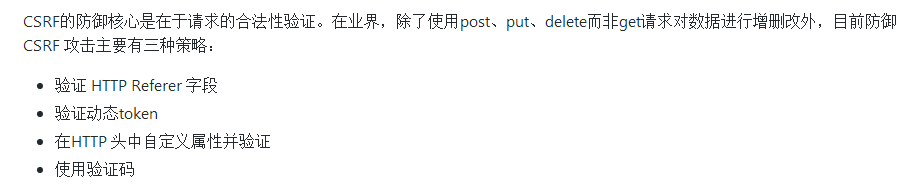 CSRF的防御核心是在于请求的合法性验证。在业界，除了使用post、put、delete而非get请求对数据进行增删改外，目前防御
CSRF 攻击主要有三种策略：
• 验证 HTTP Referer 字段
• 验证动态token
• 在HTTP 头中自定义属性并验证
• 使用验证码